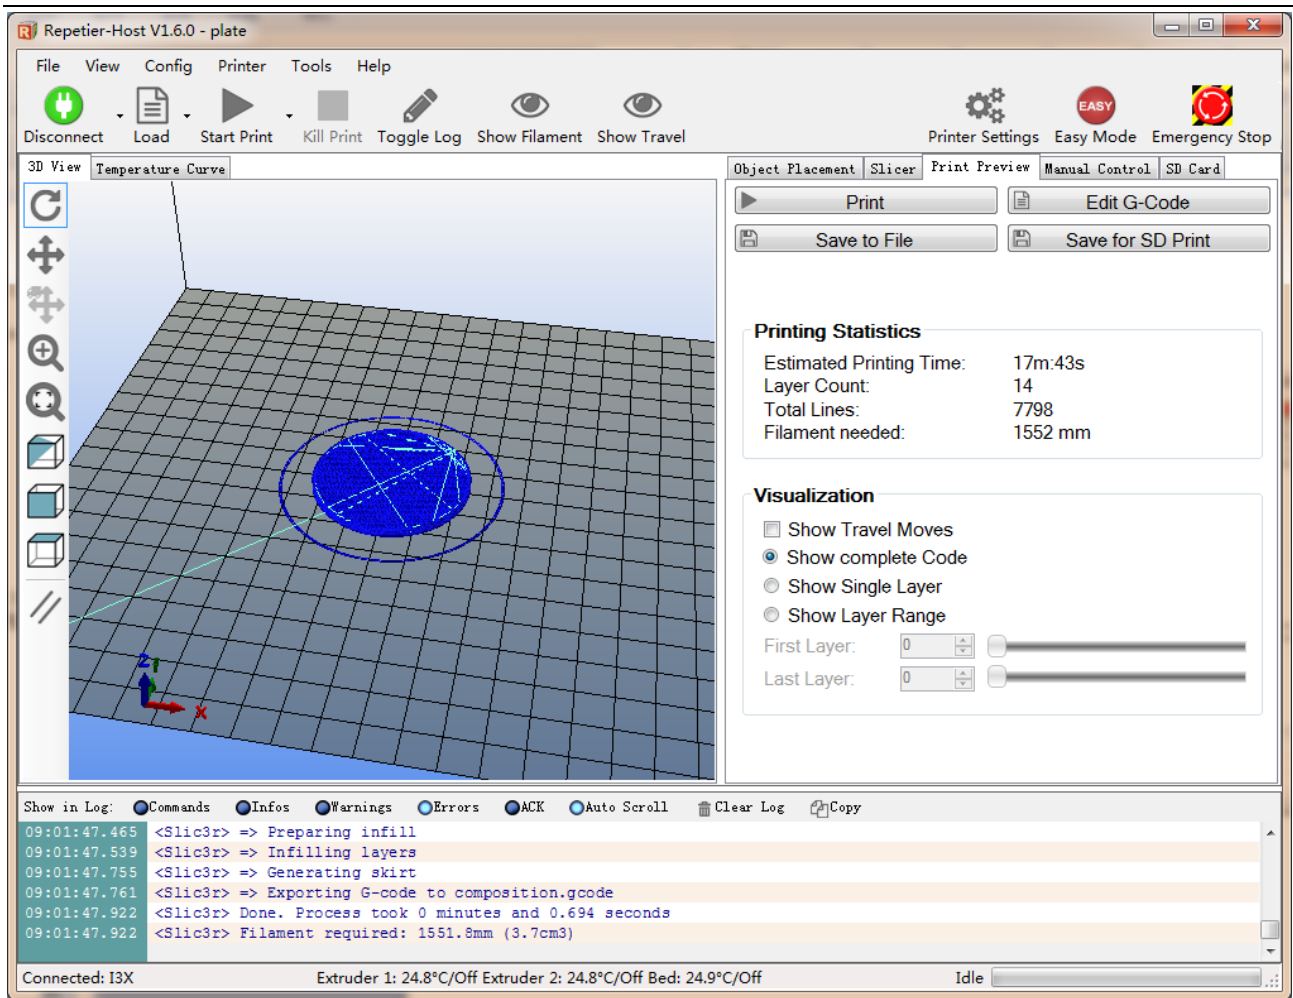 Repetier-Host V1.6.0 - plate
File View Config Printer Tools Help
Disconnect Load Start Print Kill Print Toggle Log Show Filament Show Travel Printer Settings EASY Easy Mode Emergency Stop
3D View Temperature Curve
Object Placement Slicer Print Preview Manual Control SD Card
Print Edit G-Code
Save to File Save for SD Print
Printing Statistics
Estimated Printing Time: 17m:43s
Layer Count: 14
Total Lines: 7798
Filament needed: 1552 mm
Visualization
Show Travel Moves
Show complete Code
Show Single Layer
Show Layer Range
First Layer: 0
Last Layer: 0
Z Y
X
Show in Log: Commands Infos Warnings Errors ACK Auto Scroll Clear Log Copy
09:01:47.465 <Slic3r> => Preparing infill
09:01:47.539 <Slic3r> => Infilling layers
09:01:47.755 <Slic3r> => Generating skirt
09:01:47.761 <Slic3r> => Exporting G-code to composition.gcode
09:01:47.922 <Slic3r> Done. Process took 0 minutes and 0.694 seconds
09:01:47.922 <Slic3r> Filament required: 1551.8mm (3.7cm3)
Connected: I3X Extruder 1: 24.8°C/Off Extruder 2: 24.8°C/Off Bed: 24.9°C/Off Idle